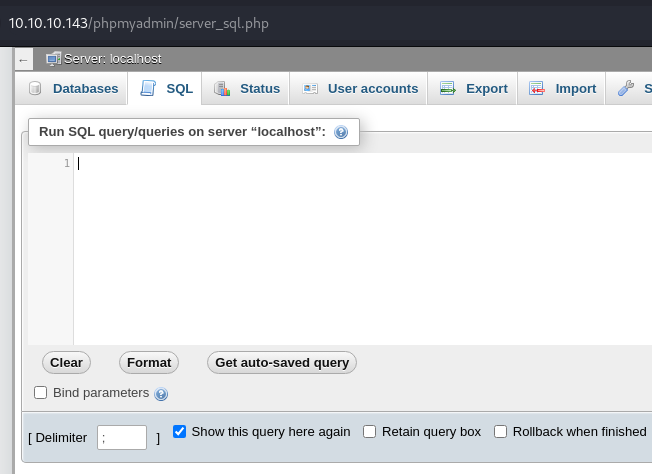 10.10.10.143/phpmyadmin/server_sql.php
← Server: localhost
Databases SQL Status User accounts Export Import S
Run SQL query/queries on server “localhost”:
1
Clear Format Get auto-saved query
Bind parameters
[ Delimiter ; ] Show this query here again Retain query box Rollback when finished